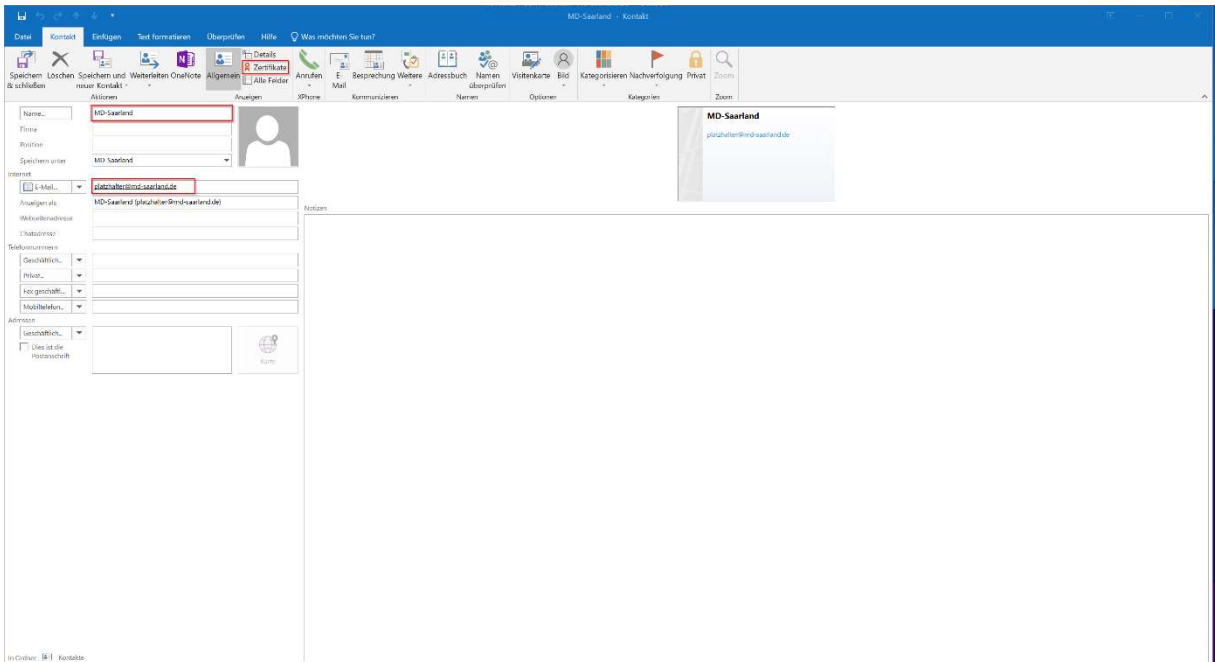 MD-Saarland - Kontakt
Datei Kontakt Einfügen Text formatieren Überprüfen Hilfe Was möchten Sie tun?
Speichern & schließen
Löschen
Speichern und neuer Kontakt
Weiterleiten
OneNote
Aktionen
Allgemein
Details
Zertifikate
Alle Felder
Anzeigen
Anrufen
XPhone
E-Mail
Besprechung
Weitere
Kommunizieren
Adressbuch
Namen überprüfen
Namen
Visitenkarte
Bild
Optionen
Kategorisieren
Nachverfolgung
Privat
Kategorien
Zoom
Zoom
Name... MD-Saarland
Firma
Position
Speichern unter MD-Saarland
Internet
E-Mail... platzhalter@md-saarland.de
Anzeigen als MD-Saarland (platzhalter@md-saarland.de)
Webseitenadresse
Chatadresse
Telefonnummern
Geschäftlich...
Privat...
Fax geschäftl...
Mobiltelefon...
Adressen
Geschäftlich...
Dies ist die
Postanschrift
Karte
MD-Saarland
platzhalter@md-saarland.de
Notizen
In Ordner Kontakte